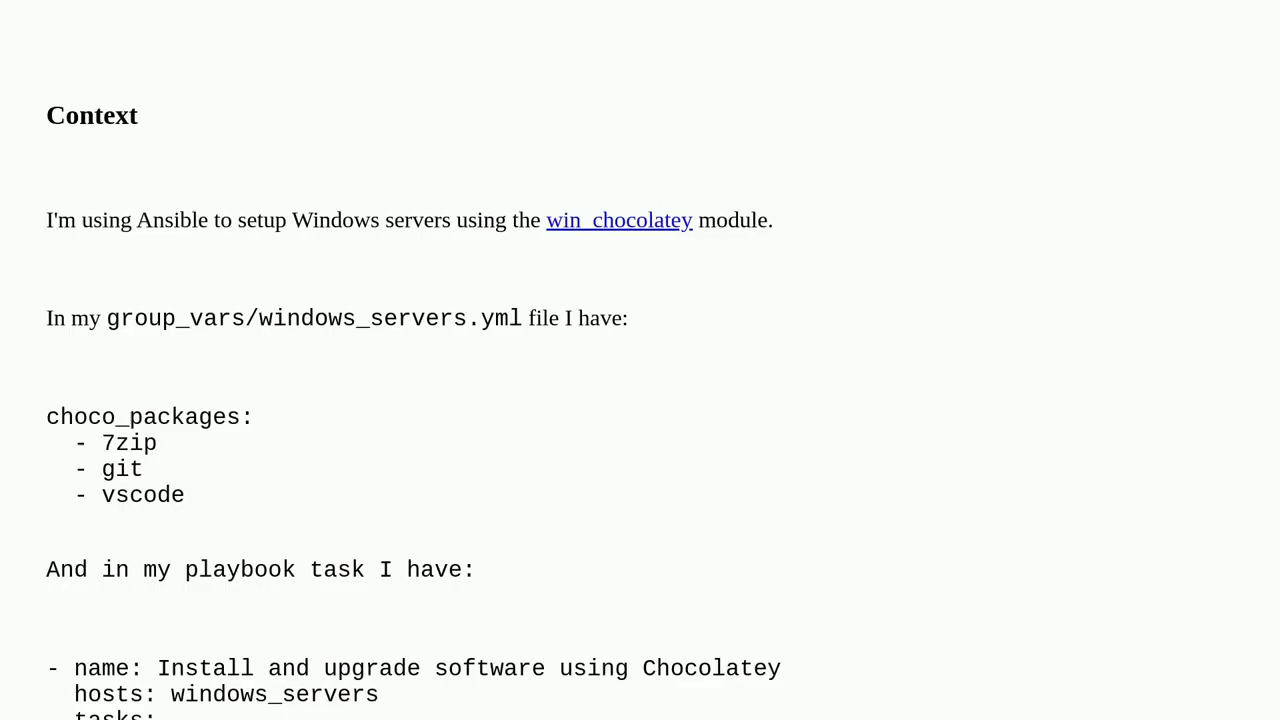 Context
I'm using Ansible to setup Windows servers using the win_chocolatey module.
In my group_vars/windows_servers.yml file I have:
choco_packages:
  - 7zip
  - git
  - vscode
And in my playbook task I have:
- name: Install and upgrade software using Chocolatey
  hosts: windows_servers
  tasks: